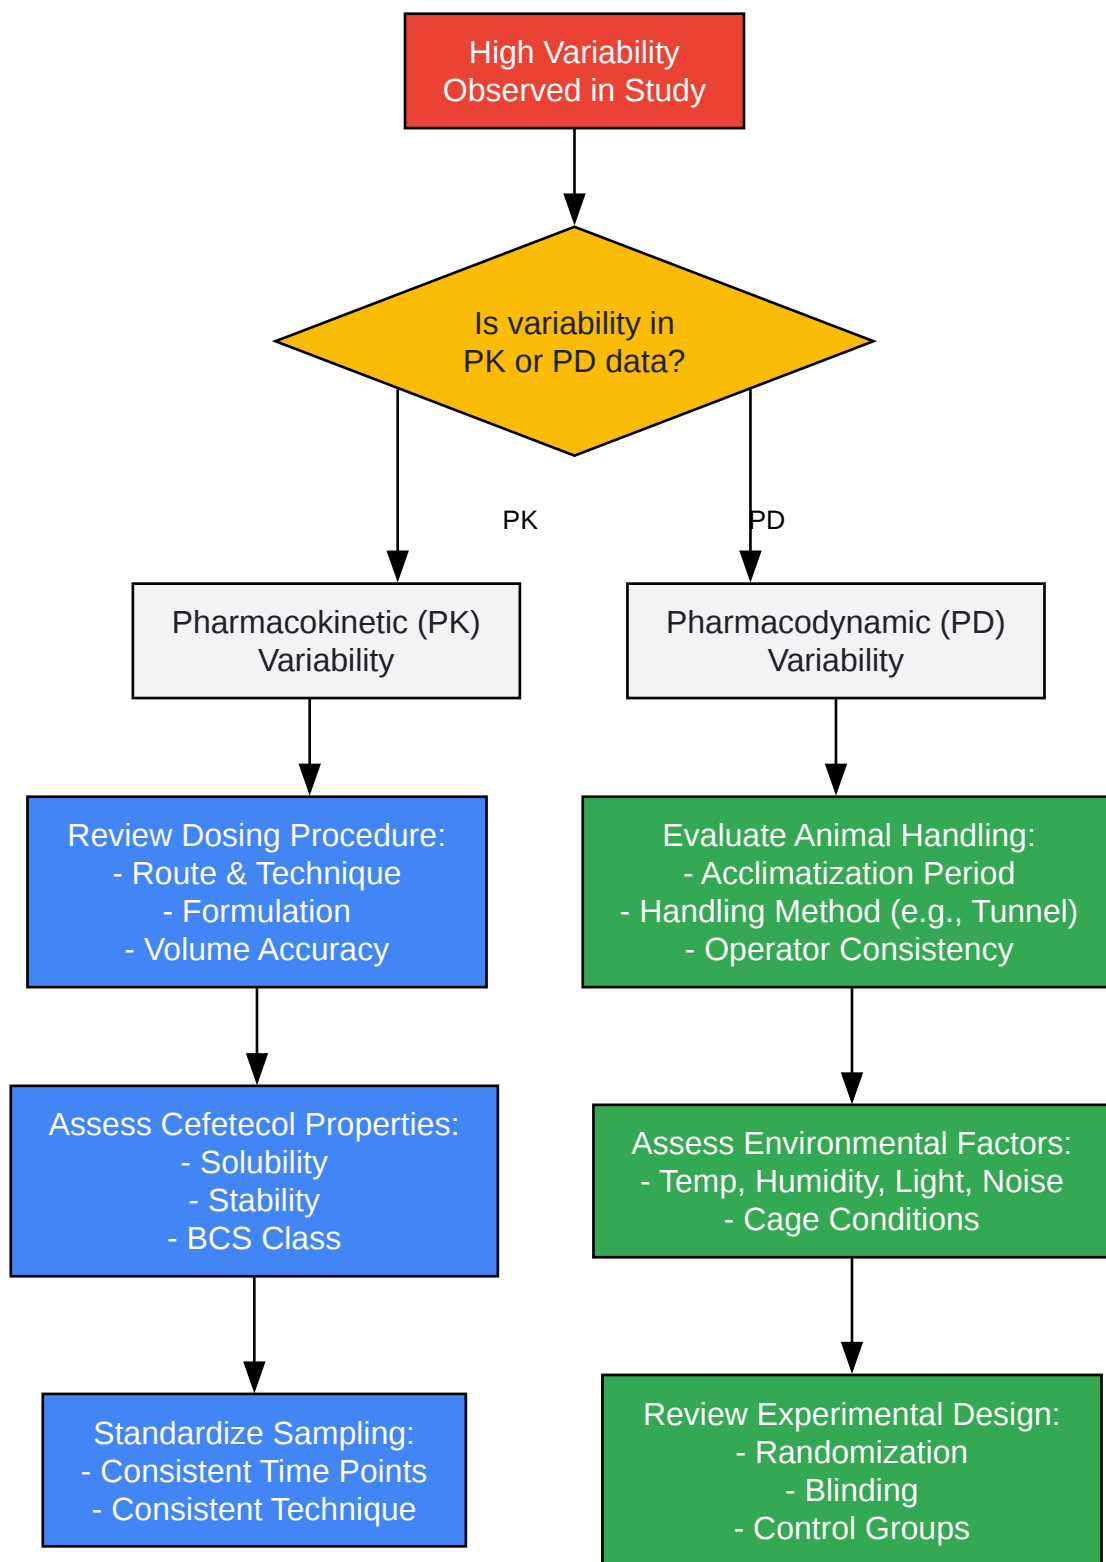 High Variability
Observed in Study
Is variability in
PK or PD data?
PK
PD
Pharmacokinetic (PK)
Variability
Pharmacodynamic (PD)
Variability
Review Dosing Procedure:
- Route & Technique
- Formulation
- Volume Accuracy
Evaluate Animal Handling:
- Acclimatization Period
- Handling Method (e.g., Tunnel)
- Operator Consistency
Assess Cefetecol Properties:
- Solubility
- Stability
- BCS Class
Assess Environmental Factors:
- Temp, Humidity, Light, Noise
- Cage Conditions
Standardize Sampling:
- Consistent Time Points
- Consistent Technique
Review Experimental Design:
- Randomization
- Blinding
- Control Groups